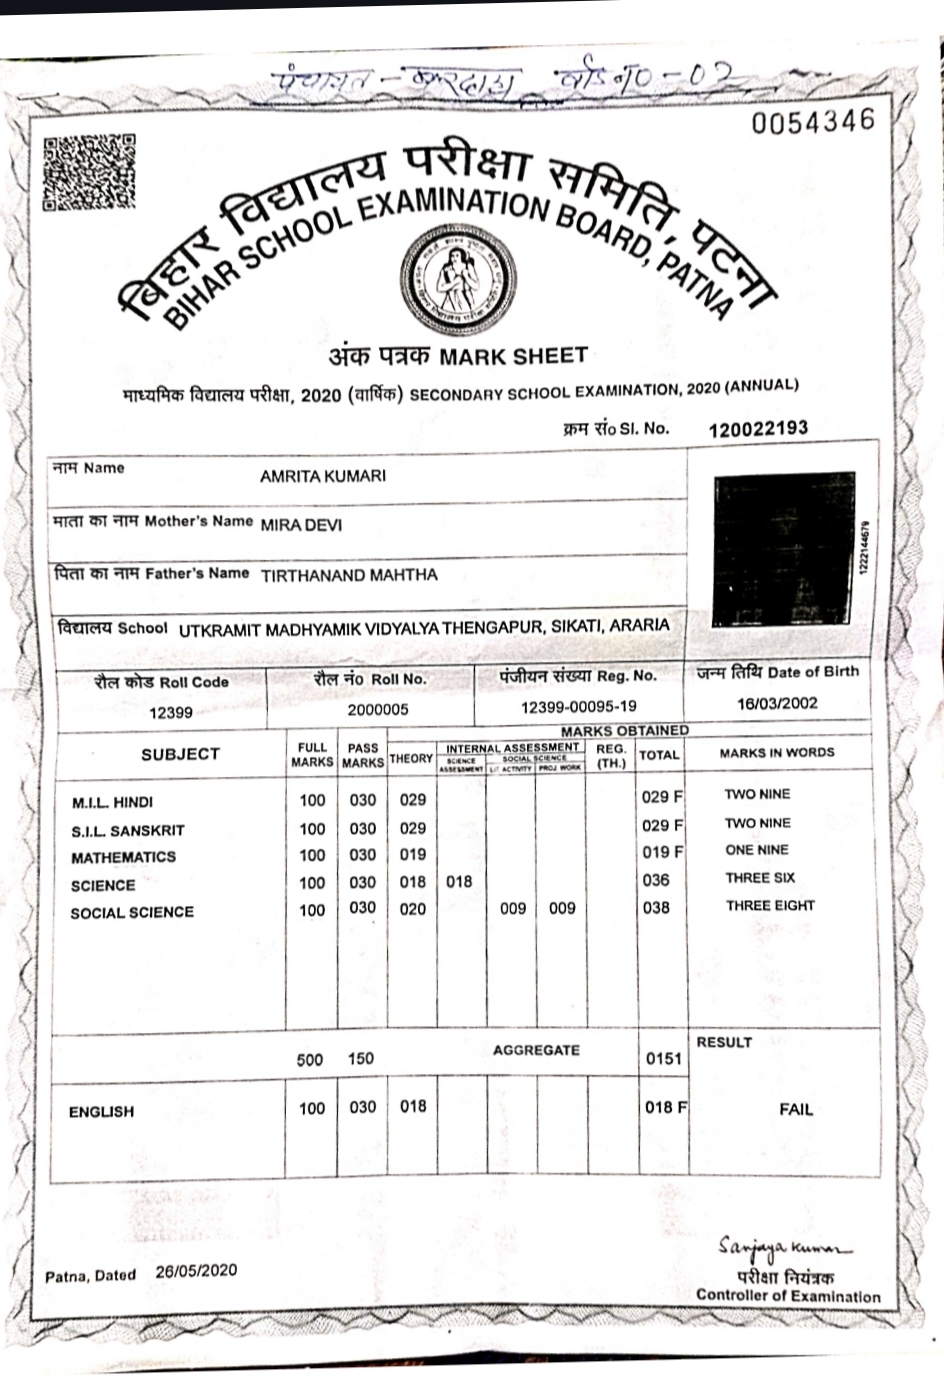 पंचायत - करदाहा वार्ड नं0 - 02
0054346
बिहार विद्यालय परीक्षा समिति, पटना
BIHAR SCHOOL EXAMINATION BOARD, PATNA
अंक पत्रक MARK SHEET
माध्यमिक विद्यालय परीक्षा, 2020 (वार्षिक) SECONDARY SCHOOL EXAMINATION, 2020 (ANNUAL)
क्रम सं० Sl. No. 120022193
नाम Name AMRITA KUMARI
माता का नाम Mother's Name MIRA DEVI
पिता का नाम Father's Name TIRTHANAND MAHTHA
1222144679
विद्यालय School UTKRAMIT MADHYAMIK VIDYALYA THENGAPUR, SIKATI, ARARIA
रौल कोड Roll Code रौल नं० Roll No. पंजीयन संख्या Reg. No. जन्म तिथि Date of Birth
12399 2000005 12399-00095-19 16/03/2002
MARKS OBTAINED
SUBJECT FULL MARKS PASS MARKS THEORY INTERNAL ASSESSMENT REG. (TH.) TOTAL MARKS IN WORDS
SCIENCE ASSESSMENT SOCIAL SCIENCE LIT ACTIVITY PROJ WORK
M.I.L. HINDI 100 030 029 029 F TWO NINE
S.I.L. SANSKRIT 100 030 029 029 F TWO NINE
MATHEMATICS 100 030 019 019 F ONE NINE
SCIENCE 100 030 018 018 036 THREE SIX
SOCIAL SCIENCE 100 030 020 009 009 038 THREE EIGHT
500 150 AGGREGATE 0151 RESULT
ENGLISH 100 030 018 018 F FAIL
Sanjaya Kumar
Patna, Dated 26/05/2020
परीक्षा नियंत्रक
Controller of Examination